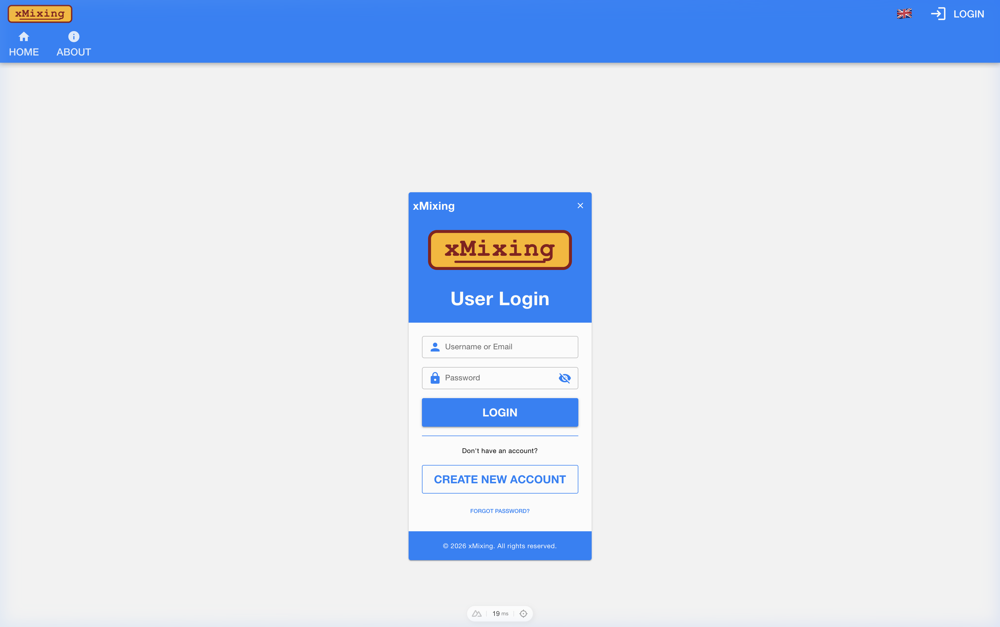 xMixing
LOGIN
HOME
ABOUT
xMixing
xMixing
User Login
Username or Email
Password
LOGIN
Don't have an account?
CREATE NEW ACCOUNT
FORGOT PASSWORD?
© 2026 xMixing. All rights reserved.
19 ms